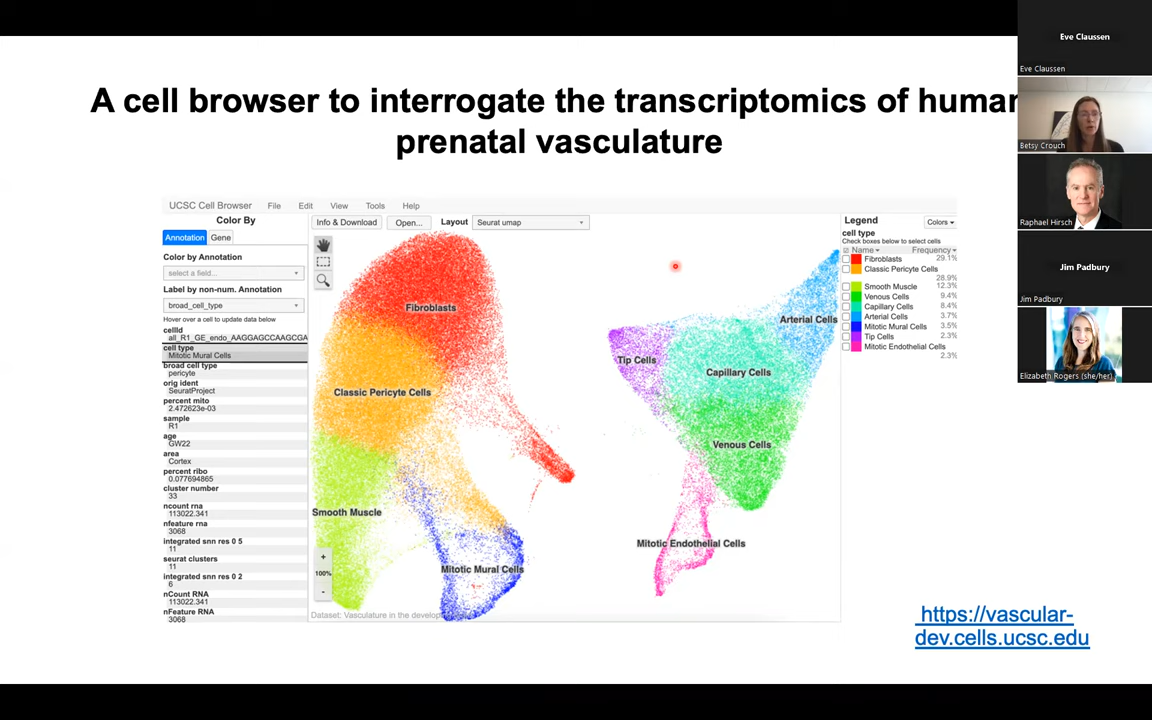 A cell browser to interrogate the transcriptomics of human
prenatal vasculature
UCSC Cell Browser File Edit View Tools Help
Color By
Annotation Gene
Color by Annotation
select a field...
Label by non-num. Annotation
broad_cell_type
Hover over a cell to update data below
cellId
all_R1_GE_endo_AAGGAGCCAAGCGA
cell type
Mitotic Mural Cells
broad cell type
pericyte
orig ident
SeuratProject
percent mito
2.472623e-03
sample
R1
age
GW22
area
Cortex
percent ribo
0.077694865
cluster number
33
ncount rna
113022.341
nfeature rna
3068
integrated snn res 0 5
11
seurat clusters
11
integrated snn res 0 2
6
nCount RNA
113022.341
nFeature RNA
3068
Info & Download Open... Layout Seurat umap
Fibroblasts
Classic Pericyte Cells
Smooth Muscle
Mitotic Mural Cells
Arterial Cells
Tip Cells
Capillary Cells
Venous Cells
Mitotic Endothelial Cells
+
100%
-
Dataset: Vasculature in the develop
Legend Colors
cell type
Check boxes below to select cells
Name Frequency
Fibroblasts 29.1%
Classic Pericyte Cells
28.9%
Smooth Muscle 12.3%
Venous Cells 9.4%
Capillary Cells 8.4%
Arterial Cells 3.7%
Mitotic Mural Cells 3.5%
Tip Cells 2.3%
Mitotic Endothelial Cells
2.3%
https://vascular-
dev.cells.ucsc.edu
Eve Claussen
Eve Claussen
Betsy Crouch
Raphael Hirsch
Jim Padbury
Jim Padbury
Elizabeth Rogers (she/her)